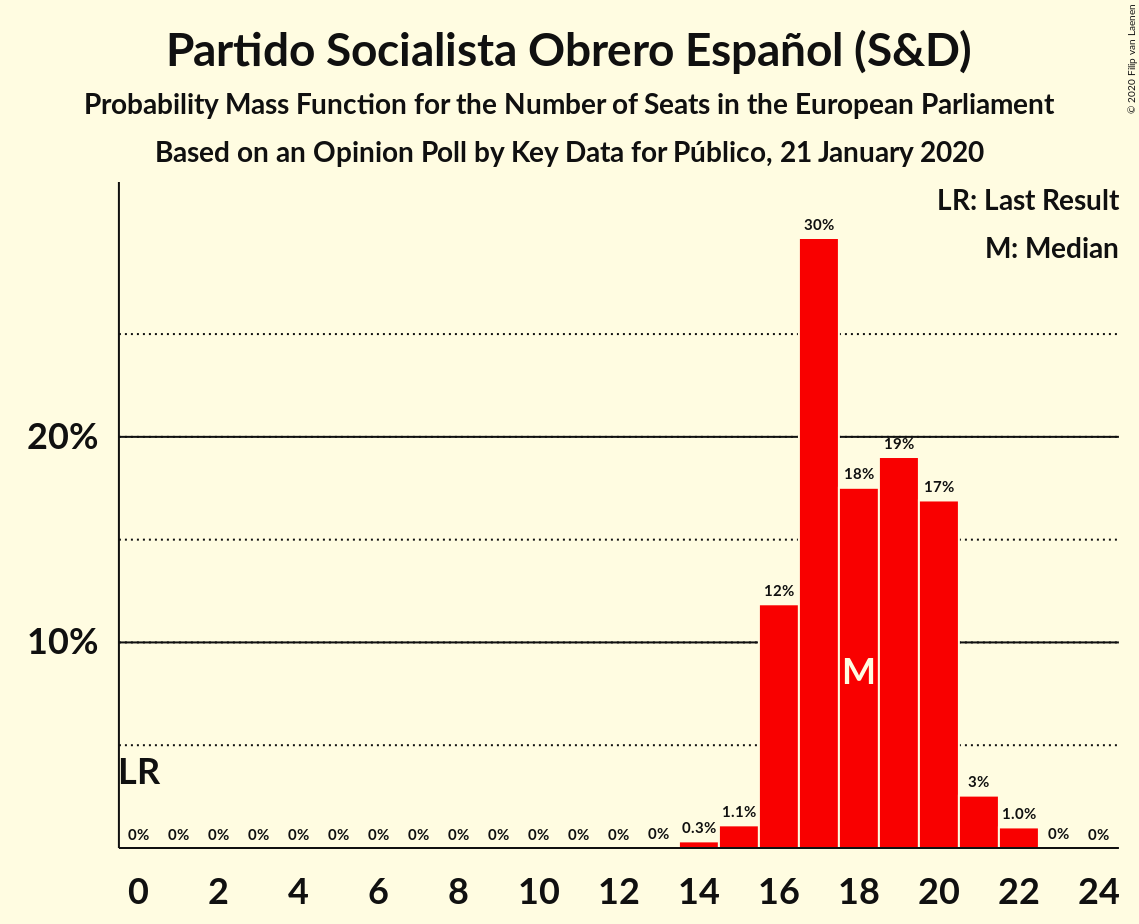 Partido Socialista Obrero Español (S&D)
Probability Mass Function for the Number of Seats in the European Parliament
Based on an Opinion Poll by Key Data for Público, 21 January 2020
© 2020 Filip van Laenen
LR: Last Result
M: Median
30%
20%
19%
18%
17%
12%
10%
M
LR
3%
0% 0% 0% 0% 0% 0% 0% 0% 0% 0% 0% 0% 0% 0% 0.3% 1.1% 1.0% 0% 0%
0 2 4 6 8 10 12 14 16 18 20 22 24